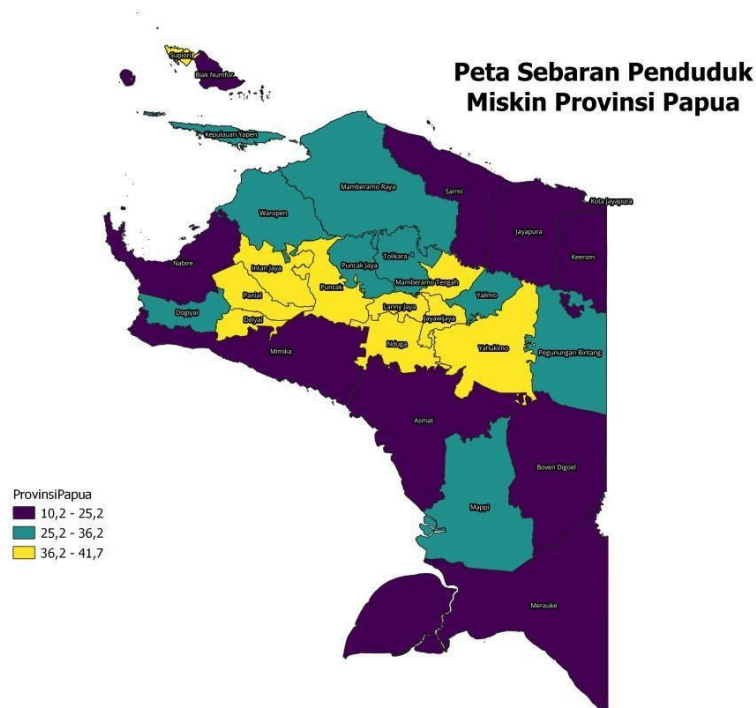 Peta Sebaran Penduduk
Miskin Provinsi Papua
Supiori
Biak Numfor
Kepulauan Yapen
Mamberamo Raya
Sarmi
Kota Jayapura
Waropen
Jayapura
Keerom
Tolikara
Nabire
Intan Jaya
Puncak Jaya
Mamberamo Tengah
Puncak
Yalimo
Paniai
Lanny Jaya
Dogiyai
Jayawijaya
Deiyai
Nduga
Yahukimo
Mimika
Pegunungan Bintang
Asmat
Boven Digoel
Mappi
ProvinsiPapua
10,2 - 25,2
25,2 - 36,2
36,2 - 41,7
Merauke